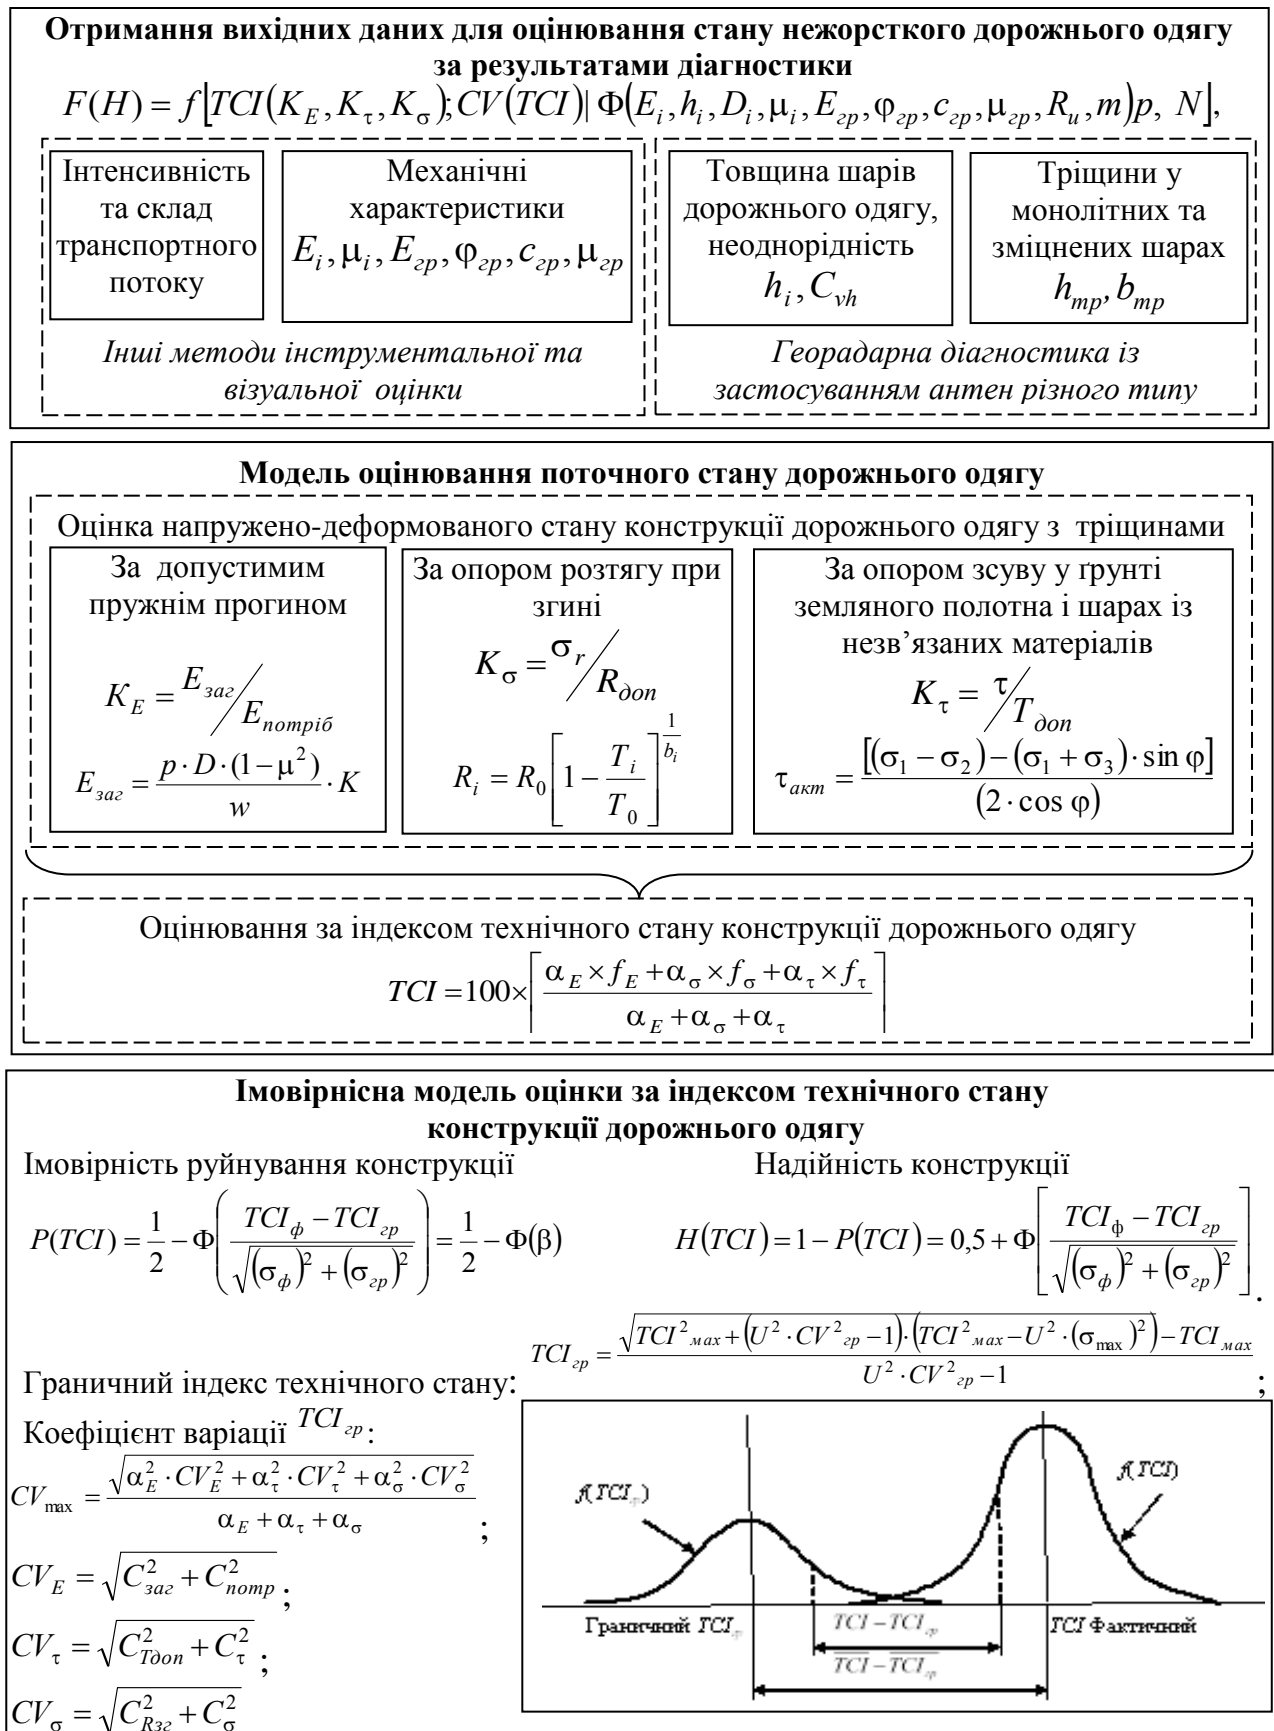 Отримання вихідних даних для оцінювання стану нежорсткого дорожнього одягу
за результатами діагностики
F(H) = f[TCI(K_E, K_τ, K_σ); CV(TCI)| Φ(E_i, h_i, D_i, μ_i, E_гр, φ_гр, c_гр, μ_гр, R_u, m)p, N],
Інтенсивність
та склад
транспортного
потоку
Механічні
характеристики
E_i, μ_i, E_гр, φ_гр, c_гр, μ_гр
Інші методи інструментальної та
візуальної оцінки
Товщина шарів
дорожнього одягу,
неоднорідність
h_i, C_vh
Тріщини у
монолітних та
зміцнених шарах
h_тр, b_тр
Георадарна діагностика із
застосуванням антен різного типу
Модель оцінювання поточного стану дорожнього одягу
Оцінка напружено-деформованого стану конструкції дорожнього одягу з тріщинами
За допустимим
пружнім прогином
K_E = E_заг / E_потріб
E_заг = p·D·(1−μ²) / w · K
За опором розтягу при
згині
K_σ = σ_r / R_доп
R_i = R_0 [1 − T_i / T_0]^(1/b_i)
За опором зсуву у ґрунті
земляного полотна і шарах із
незв’язаних матеріалів
K_τ = τ / T_доп
τ_акт = [(σ_1 − σ_2) − (σ_1 + σ_3)·sin φ] / (2·cos φ)
Оцінювання за індексом технічного стану конструкції дорожнього одягу
TCI = 100×⌈(α_E × f_E + α_σ × f_σ + α_τ × f_τ) / (α_E + α_σ + α_τ)⌉
Імовірнісна модель оцінки за індексом технічного стану
конструкції дорожнього одягу
Імовірність руйнування конструкції
P(TCI) = 1/2 − Φ((TCI_ф − TCI_гр) / √((σ_ф)² + (σ_гр)²)) = 1/2 − Φ(β)
Надійність конструкції
H(TCI) = 1 − P(TCI) = 0,5 + Φ[(TCI_ф − TCI_гр) / √((σ_ф)² + (σ_гр)²)].
Граничний індекс технічного стану:
TCI_гр = (√(TCI²_мах + (U²·CV²_гр − 1)·(TCI²_мах − U²·(σ_max)²)) − TCI_мах) / (U²·CV²_гр − 1);
Коефіцієнт варіації TCI_гр:
CV_max = √(α_E²·CV_E² + α_τ²·CV_τ² + α_σ²·CV_σ²) / (α_E + α_τ + α_σ);
CV_E = √(C²_заг + C²_потр);
CV_τ = √(C²_Тдоп + C²_τ);
CV_σ = √(C²_Rзг + C²_σ)
f(TCI_гр)
f(TCI)
Граничний TCI_гр
TCI − TCI_гр
TCI Фактичний
T̅C̅I̅ − T̅C̅I̅_гр